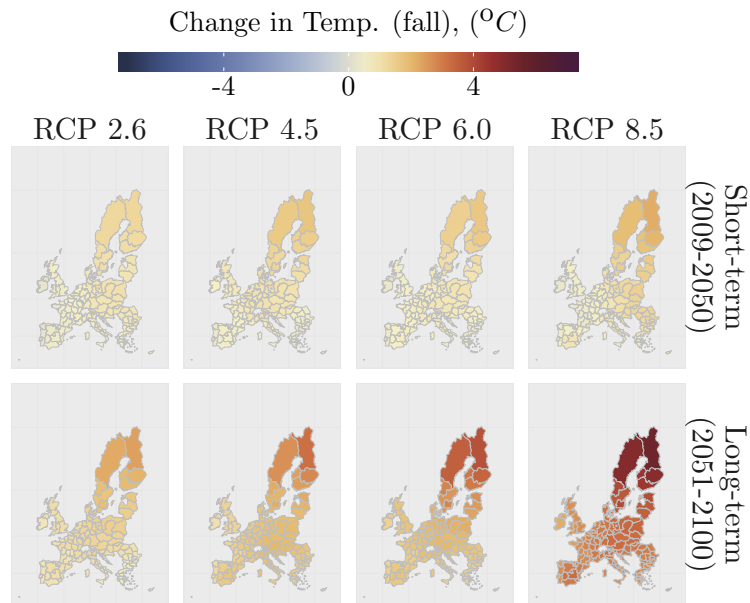 Change in Temp. (fall), (°C)
-4 0 4
RCP 2.6 RCP 4.5 RCP 6.0 RCP 8.5
Short-term
(2009-2050)
Long-term
(2051-2100)